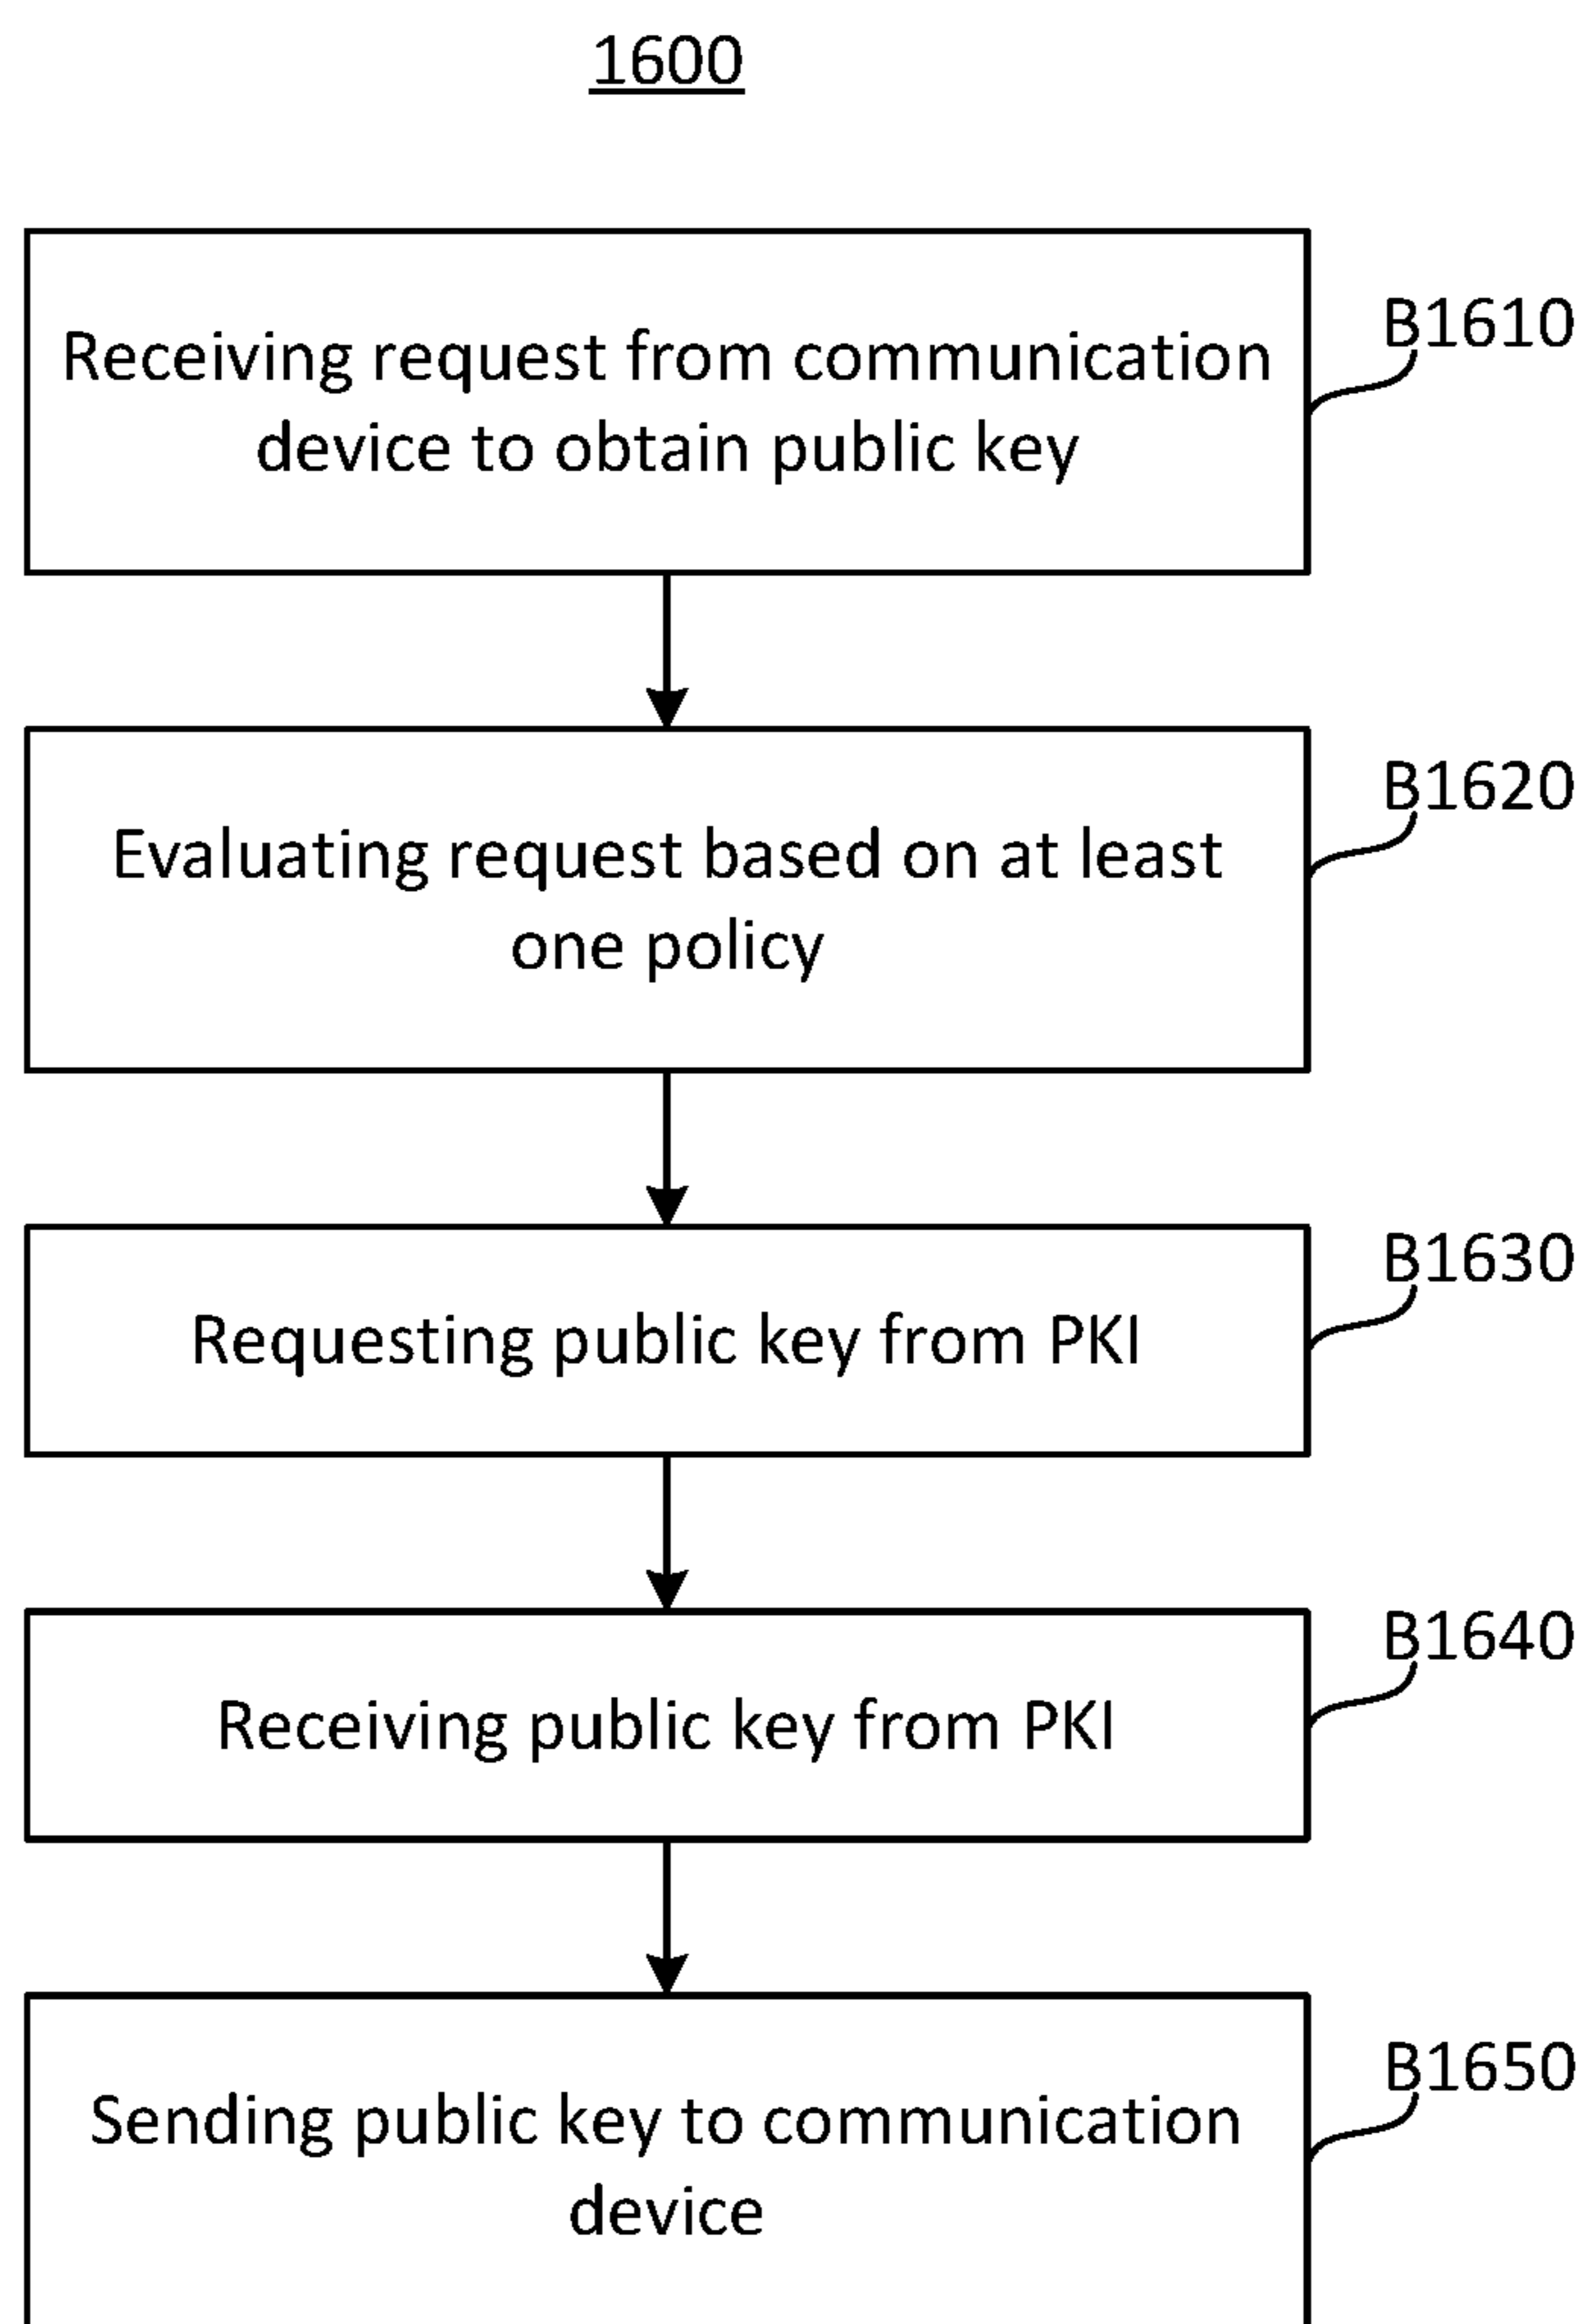 1600
Receiving request from communication
device to obtain public key
B1610
Evaluating request based on at least
one policy
B1620
Requesting public key from PKI
B1630
Receiving public key from PKI
B1640
Sending public key to communication
device
B1650